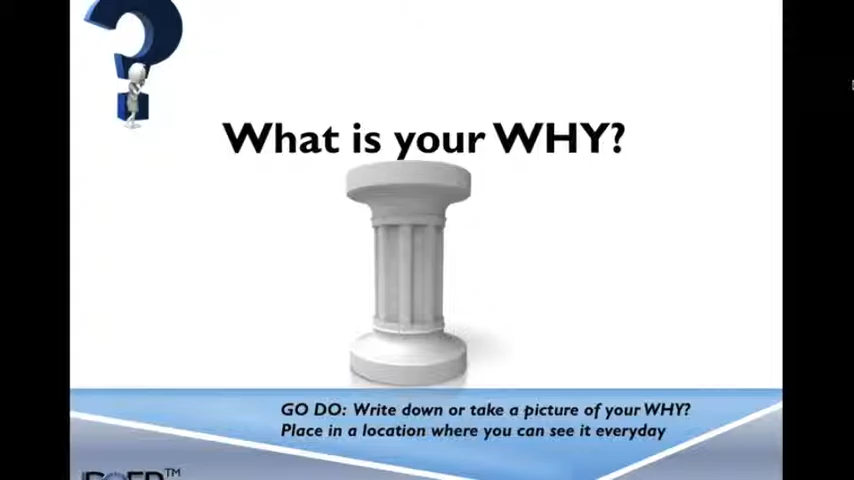 What is your WHY?
GO DO: Write down or take a picture of your WHY?
Place in a location where you can see it everyday
TM